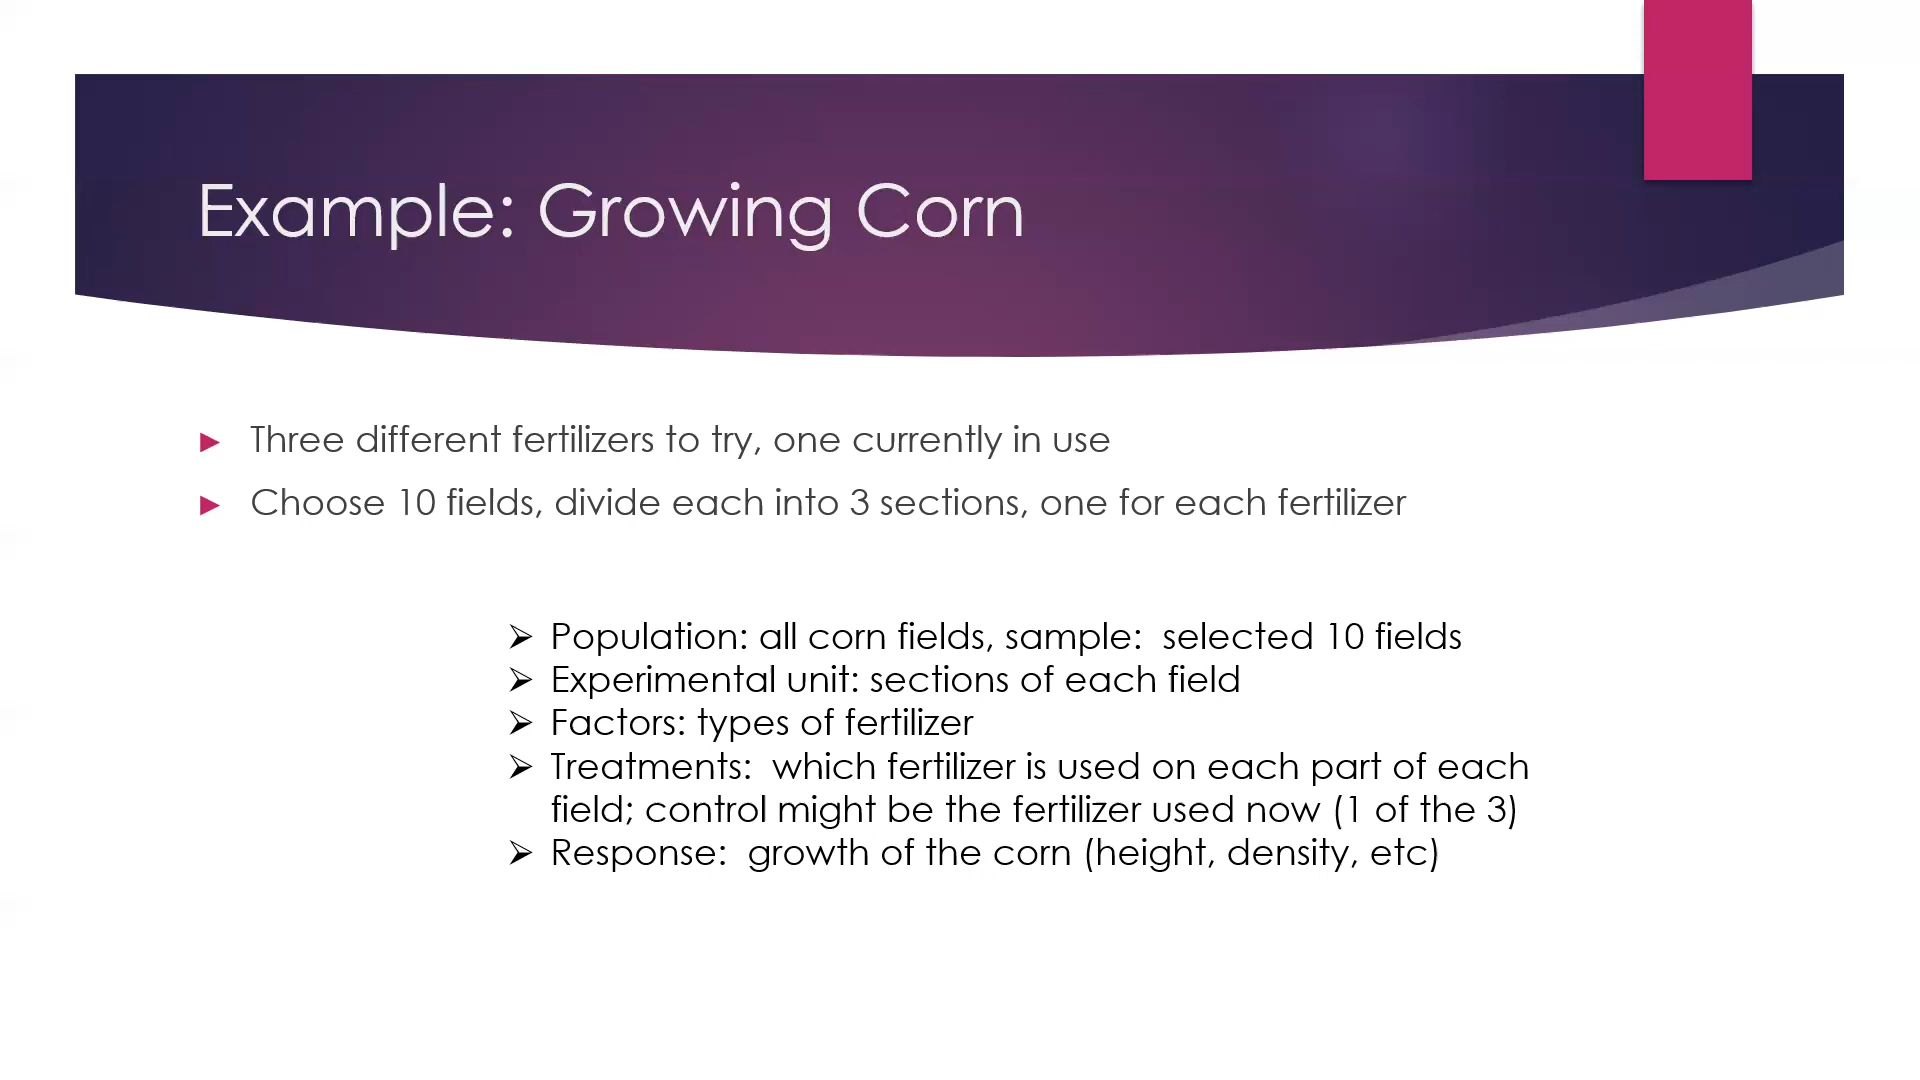 Example: Growing Corn
► Three different fertilizers to try, one currently in use
► Choose 10 fields, divide each into 3 sections, one for each fertilizer
➢ Population: all corn fields, sample:  selected 10 fields
➢ Experimental unit: sections of each field
➢ Factors: types of fertilizer
➢ Treatments:  which fertilizer is used on each part of each
field; control might be the fertilizer used now (1 of the 3)
➢ Response:  growth of the corn (height, density, etc)